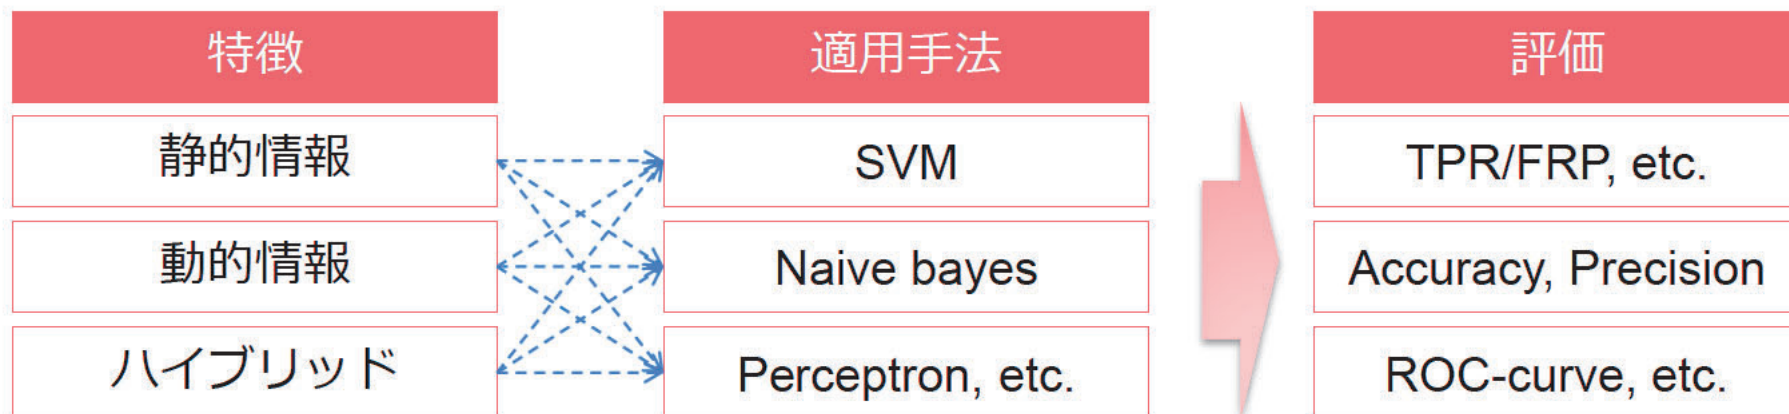 特徴
適用手法
評価
静的情報
SVM
TPR/FRP, etc.
動的情報
Naive bayes
Accuracy, Precision
ハイブリッド
Perceptron, etc.
ROC-curve, etc.